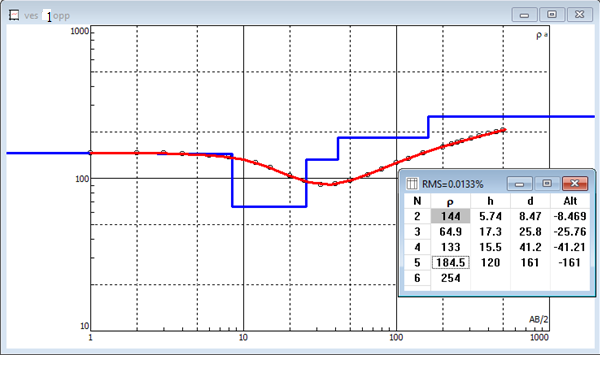 ves 1 opp
1000
ρ a
100
10
AB/2
1 10 100 1000
RMS=0.0133%
N ρ h d Alt
2 144 5.74 8.47 -8.469
3 64.9 17.3 25.8 -25.76
4 133 15.5 41.2 -41.21
5 184.5 120 161 -161
6 254